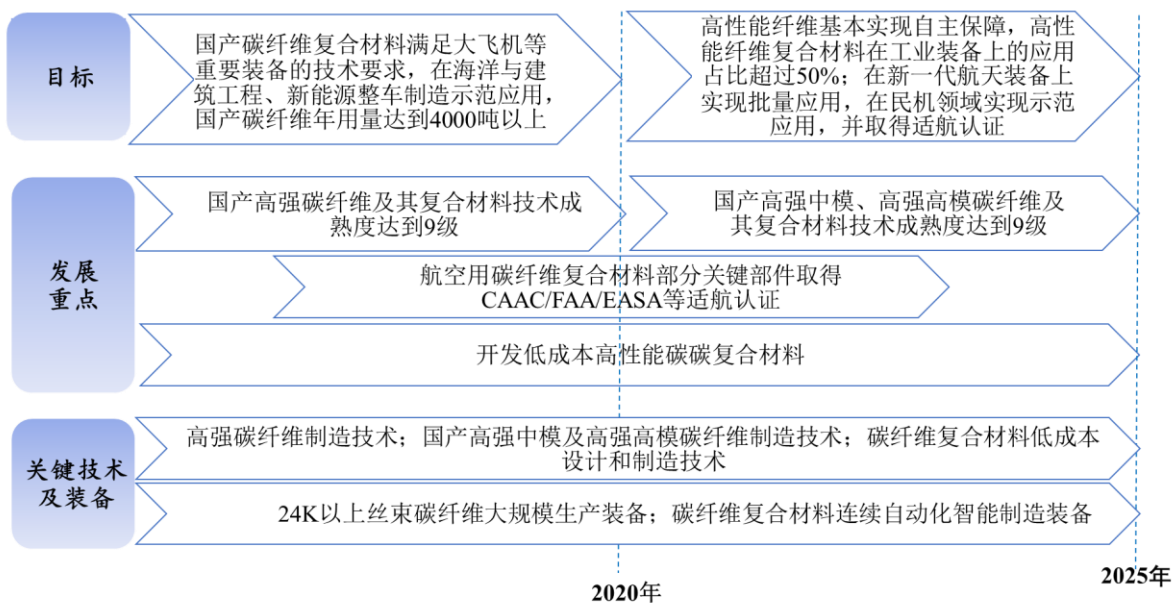 目标
国产碳纤维复合材料满足大飞机等
重要装备的技术要求，在海洋与建
筑工程、新能源整车制造示范应用，
国产碳纤维年用量达到4000吨以上
高性能纤维基本实现自主保障，高性
能纤维复合材料在工业装备上的应用
占比超过50%；在新一代航天装备上
实现批量应用，在民机领域实现示范
应用，并取得适航认证
发展
重点
国产高强碳纤维及其复合材料技术成
熟度达到9级
国产高强中模、高强高模碳纤维及
其复合材料技术成熟度达到9级
航空用碳纤维复合材料部分关键部件取得
CAAC/FAA/EASA等适航认证
开发低成本高性能碳碳复合材料
关键技术
及装备
高强碳纤维制造技术；国产高强中模及高强高模碳纤维制造技术；碳纤维复合材料低成本
设计和制造技术
24K以上丝束碳纤维大规模生产装备；碳纤维复合材料连续自动化智能制造装备
2020年
2025年